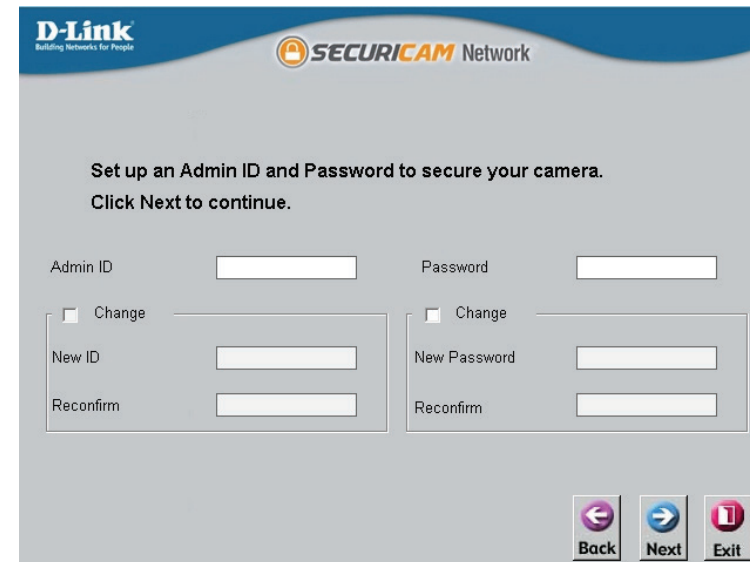 D-Link
Building Networks for People
SECURICAM Network
Set up an Admin ID and Password to secure your camera.
Click Next to continue.
Admin ID
Password
Change
Change
New ID
New Password
Reconfirm
Reconfirm
Back
Next
Exit